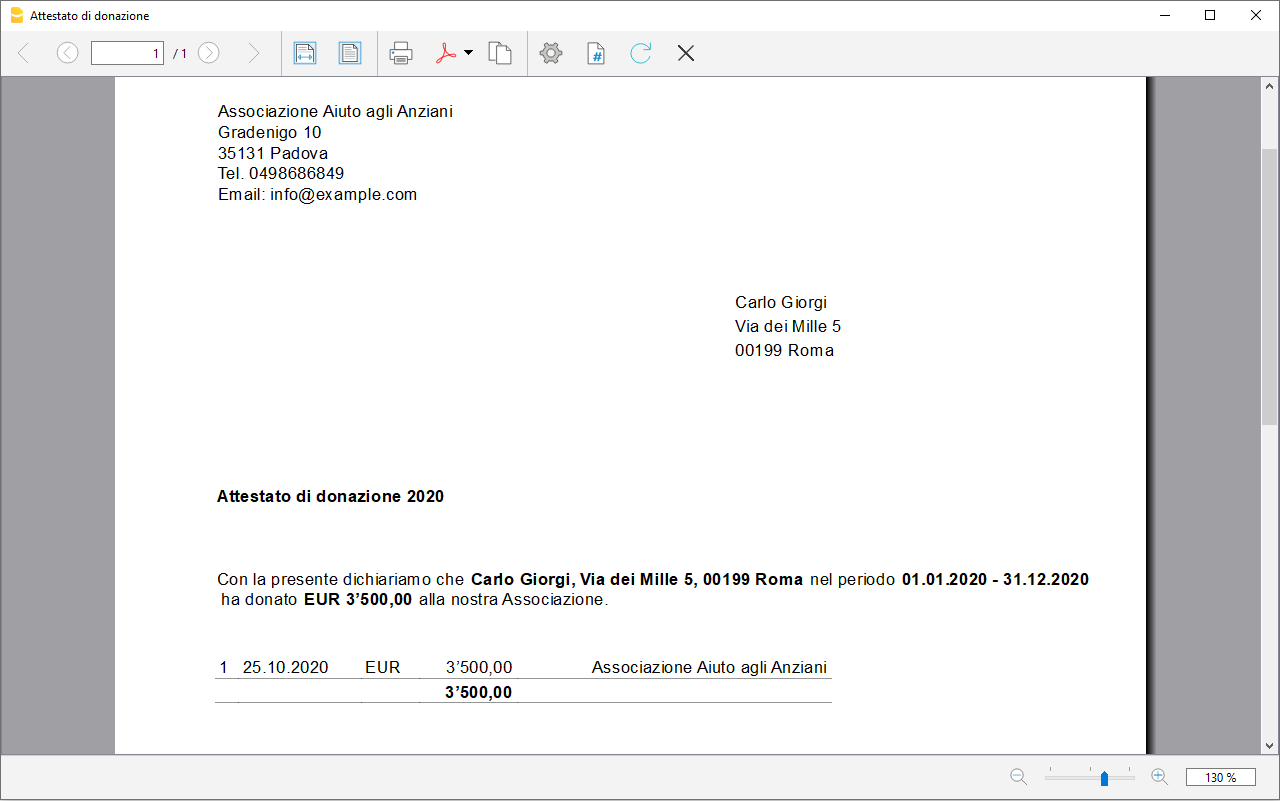 Attestato di donazione
1 / 1
Associazione Aiuto agli Anziani
Gradenigo 10
35131 Padova
Tel. 0498686849
Email: info@example.com
Carlo Giorgi
Via dei Mille 5
00199 Roma
Attestato di donazione 2020
Con la presente dichiariamo che Carlo Giorgi, Via dei Mille 5, 00199 Roma nel periodo 01.01.2020 - 31.12.2020
ha donato EUR 3’500,00 alla nostra Associazione.
1 25.10.2020 EUR 3’500,00 Associazione Aiuto agli Anziani
3’500,00
130 %